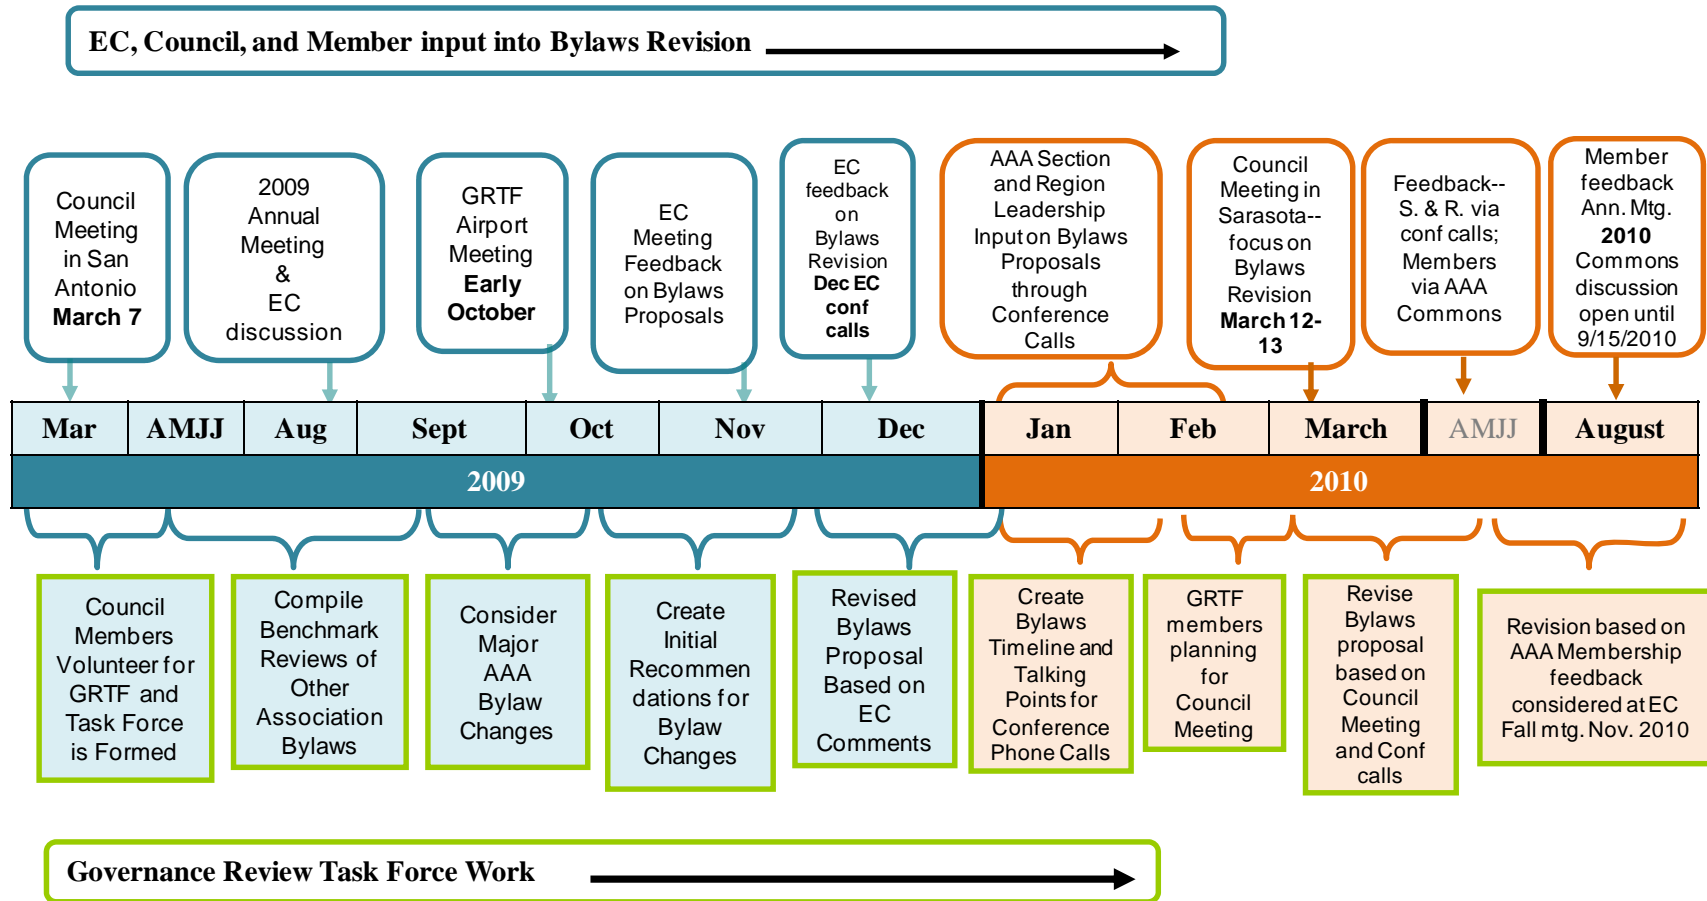 EC, Council, and Member input into Bylaws Revision
Council
Meeting
in San
Antonio
March 7
2009
Annual
Meeting
&
EC
discussion
GRTF
Airport
Meeting
Early
October
EC
Meeting
Feedback
on Bylaws
Proposals
EC
feedback
on
Bylaws
Revision
Dec EC
conf
calls
AAA Section
and Region
Leadership
Input on Bylaws
Proposals
through
Conference
Calls
Council
Meeting in
Sarasota--
focus on
Bylaws
Revision
March 12-
13
Feedback--
S. & R. via
conf calls;
Members
via AAA
Commons
Member
feedback
Ann. Mtg.
2010
Commons
discussion
open until
9/15/2010
Mar AMJJ Aug Sept Oct Nov Dec Jan Feb March AMJJ August
2009 2010
Council
Members
Volunteer for
GRTF and
Task Force
is Formed
Compile
Benchmark
Reviews of
Other
Association
Bylaws
Consider
Major
AAA
Bylaw
Changes
Create
Initial
Recommen
dations for
Bylaw
Changes
Revised
Bylaws
Proposal
Based on
EC
Comments
Create
Bylaws
Timeline and
Talking
Points for
Conference
Phone Calls
GRTF
members
planning
for
Council
Meeting
Revise
Bylaws
proposal
based on
Council
Meeting
and Conf
calls
Revision based on
AAA Membership
feedback
considered at EC
Fall mtg. Nov. 2010
Governance Review Task Force Work